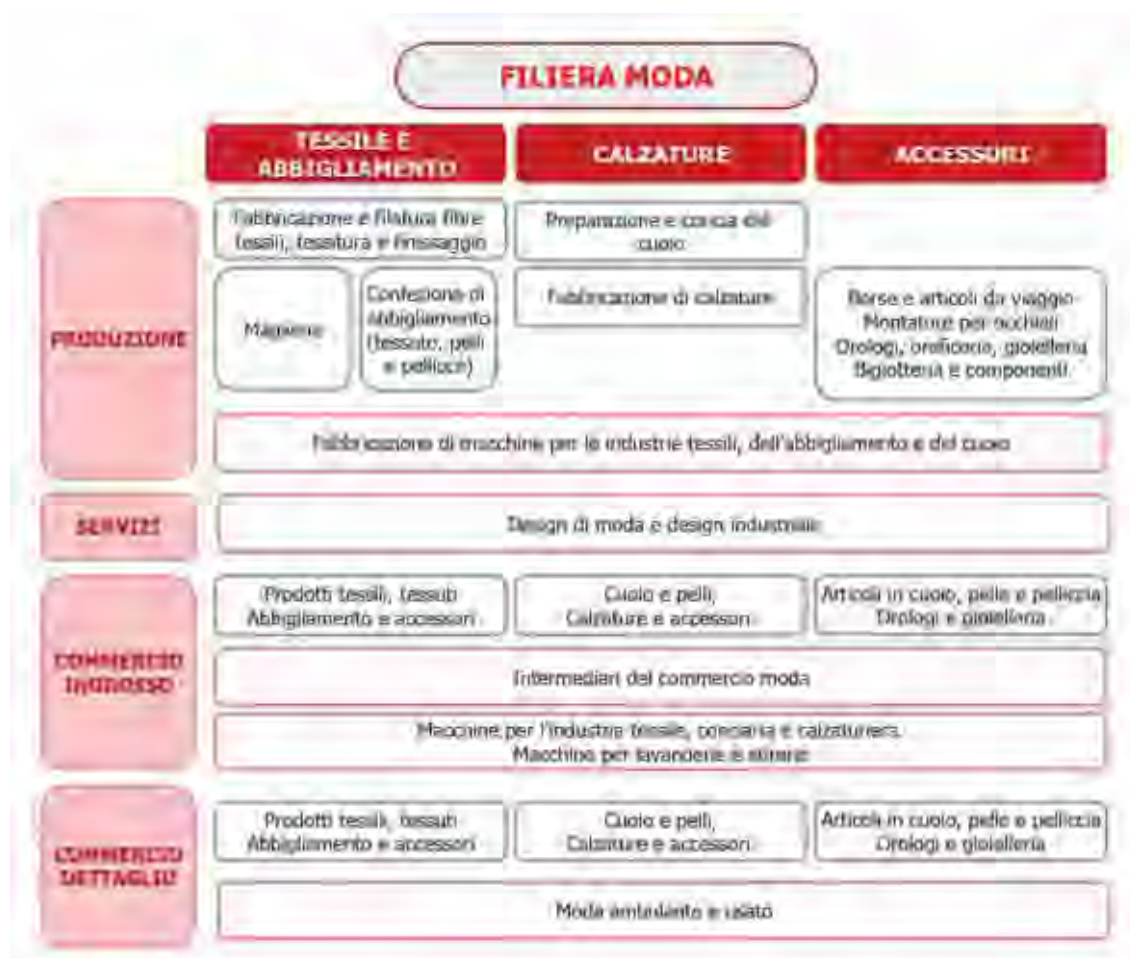 FILIERA MODA
TESSILE E
ABBIGLIAMENTO
CALZATURE
ACCESSORI
PRODUZIONE
Fabbricazione e filatura fibre
tessili, tessitura e finissaggio
Preparazione e concia del
cuoio
Maglieria
Confezione di
abbigliamento
(tessuto, pelli
e pellicce)
Fabbricazione di calzature
Borse e articoli da viaggio
Montature per occhiali
Orologi, oreficeria, gioielleria
Bigiotteria e componenti
Fabbricazione di macchine per le industrie tessili, dell'abbigliamento e del cuoio
SERVIZI
Design di moda e design industriale
COMMERCIO
INGROSSO
Prodotti tessili, tessuti
Abbigliamento e accessori
Cuoio e pelli,
Calzature e accessori
Articoli in cuoio, pelle e pelliccia
Orologi e gioielleria
Intermediari del commercio moda
Macchine per l'industria tessile, conciaria e calzaturiera
Macchine per lavanderie e stirerie
COMMERCIO
DETTAGLIO
Prodotti tessili, tessuti
Abbigliamento e accessori
Cuoio e pelli,
Calzature e accessori
Articoli in cuoio, pelle e pelliccia
Orologi e gioielleria
Moda ambulante e usato